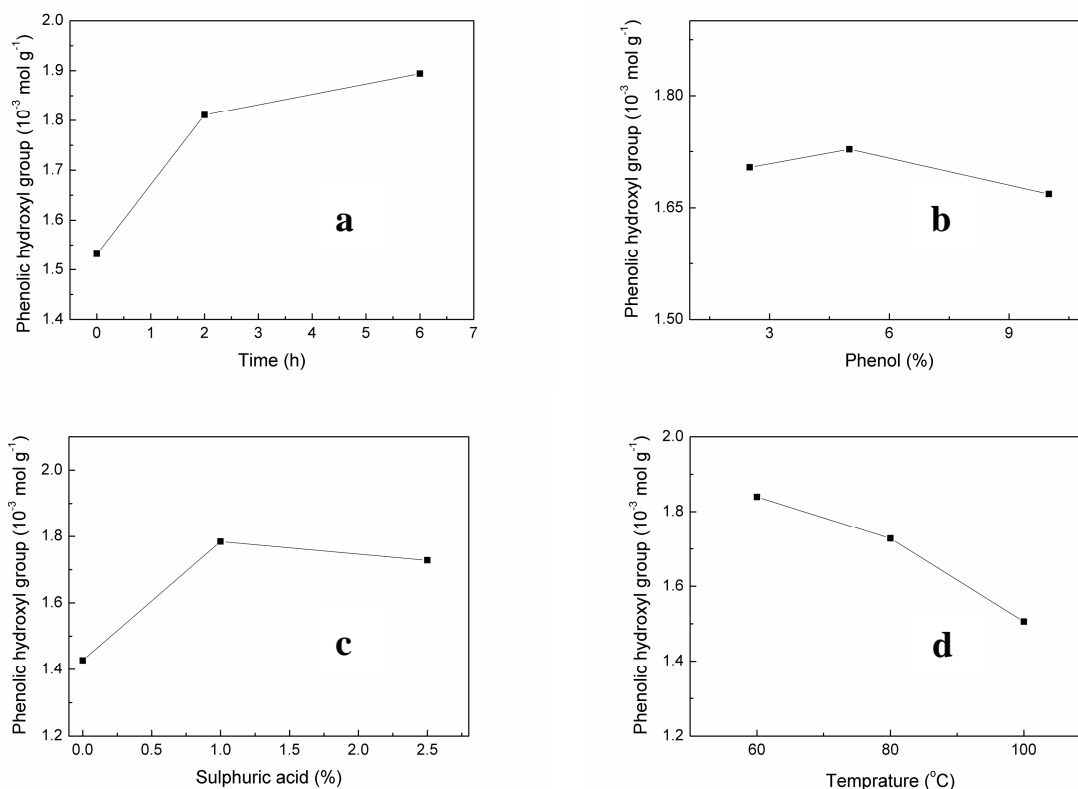 2.0
1.9
1.8
1.7
1.6
1.5
1.4
Phenolic hydroxyl group (10⁻³ mol g⁻¹)
a
0 1 2 3 4 5 6 7
Time (h)
1.80
1.65
1.50
Phenolic hydroxyl group (10⁻³ mol g⁻¹)
b
3 6 9
Phenol (%)
2.0
1.8
1.6
1.4
1.2
Phenolic hydroxyl group (10⁻³ mol g⁻¹)
c
0.0 0.5 1.0 1.5 2.0 2.5
Sulphuric acid (%)
2.0
1.8
1.6
1.4
1.2
Phenolic hydroxyl group (10⁻³ mol g⁻¹)
d
60 80 100
Temprature (°C)